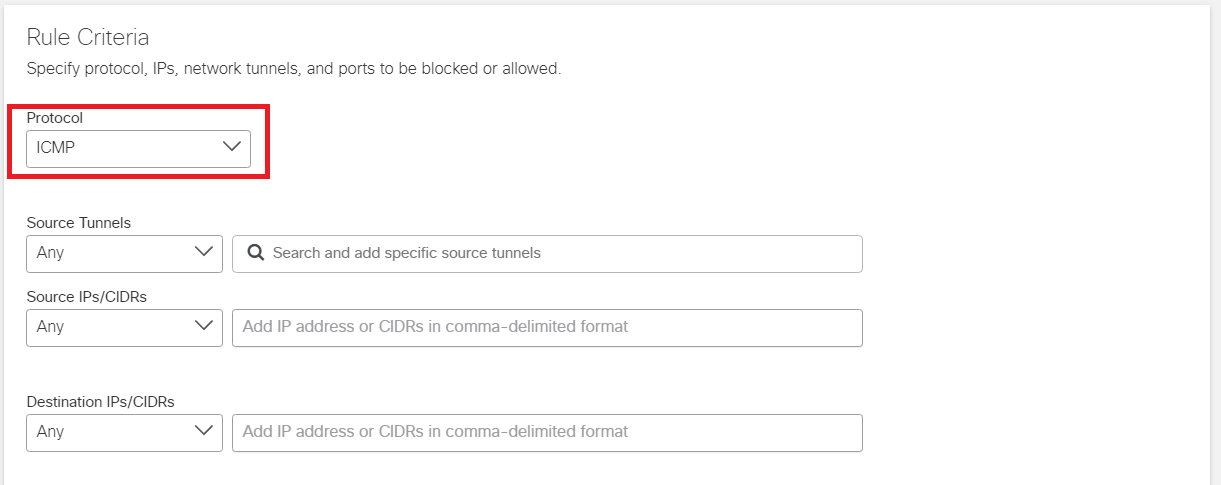 Rule Criteria
Specify protocol, IPs, network tunnels, and ports to be blocked or allowed.
Protocol
ICMP
Source Tunnels
Any
Search and add specific source tunnels
Source IPs/CIDRs
Any
Add IP address or CIDRs in comma-delimited format
Destination IPs/CIDRs
Any
Add IP address or CIDRs in comma-delimited format